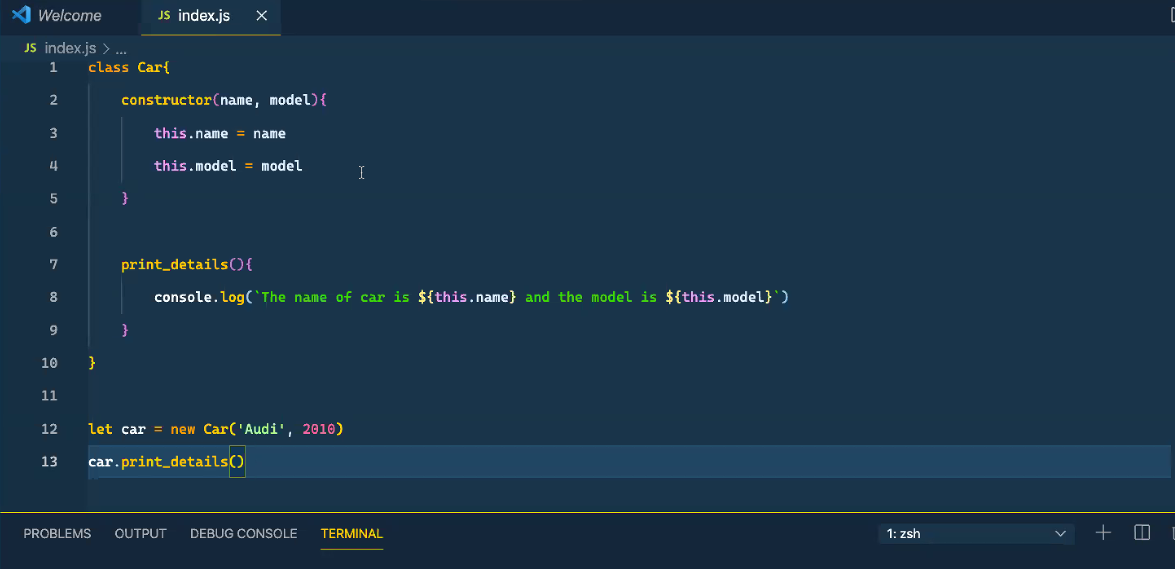 Welcome
JS index.js ×
JS index.js > ...
1 class Car{
2 constructor(name, model){
3 this.name = name
4 this.model = model
5 }
6
7 print_details(){
8 console.log(`The name of car is ${this.name} and the model is ${this.model}`)
9 }
10 }
11
12 let car = new Car('Audi', 2010)
13 car.print_details()
PROBLEMS OUTPUT DEBUG CONSOLE TERMINAL 1: zsh